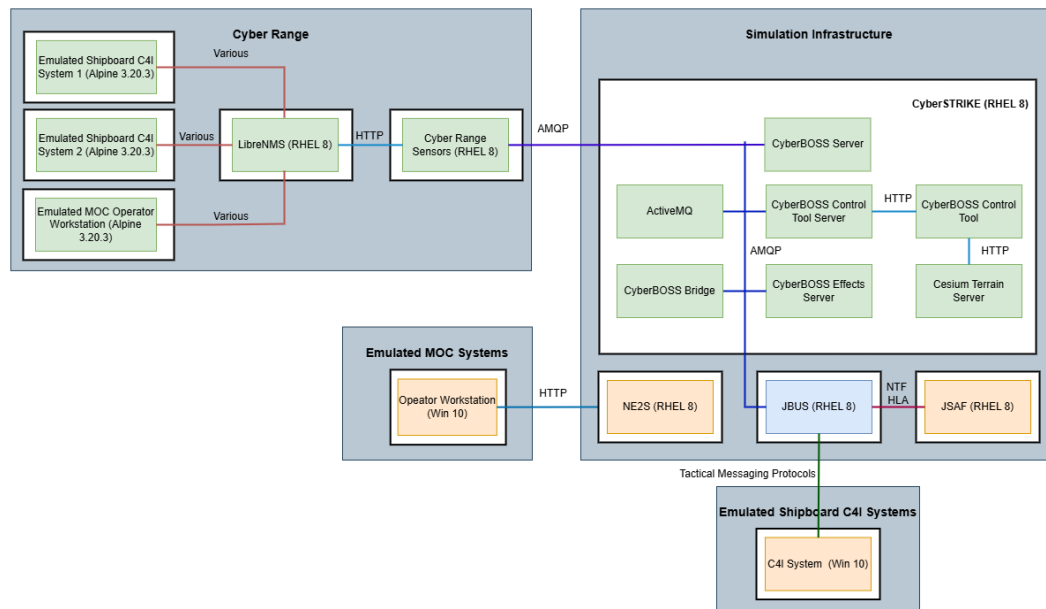 Cyber Range
Simulation Infrastructure
Emulated Shipboard C4I
System 1 (Alpine 3.20.3)
Various
Emulated Shipboard C4I
System 2 (Alpine 3.20.3)
Various
LibreNMS (RHEL 8)
HTTP
Cyber Range
Sensors (RHEL 8)
AMQP
Emulated MOC Operator
Workstation (Alpine
3.20.3)
Various
CyberSTRIKE (RHEL 8)
CyberBOSS Server
ActiveMQ
CyberBOSS Control
Tool Server
HTTP
CyberBOSS Control
Tool
AMQP
HTTP
CyberBOSS Bridge
CyberBOSS Effects
Server
Cesium Terrain
Server
Emulated MOC Systems
Opeator Workstation
(Win 10)
HTTP
NE2S (RHEL 8)
JBUS (RHEL 8)
NTF
HLA
JSAF (RHEL 8)
Tactical Messaging Protocols
Emulated Shipboard C4I Systems
C4I System (Win 10)